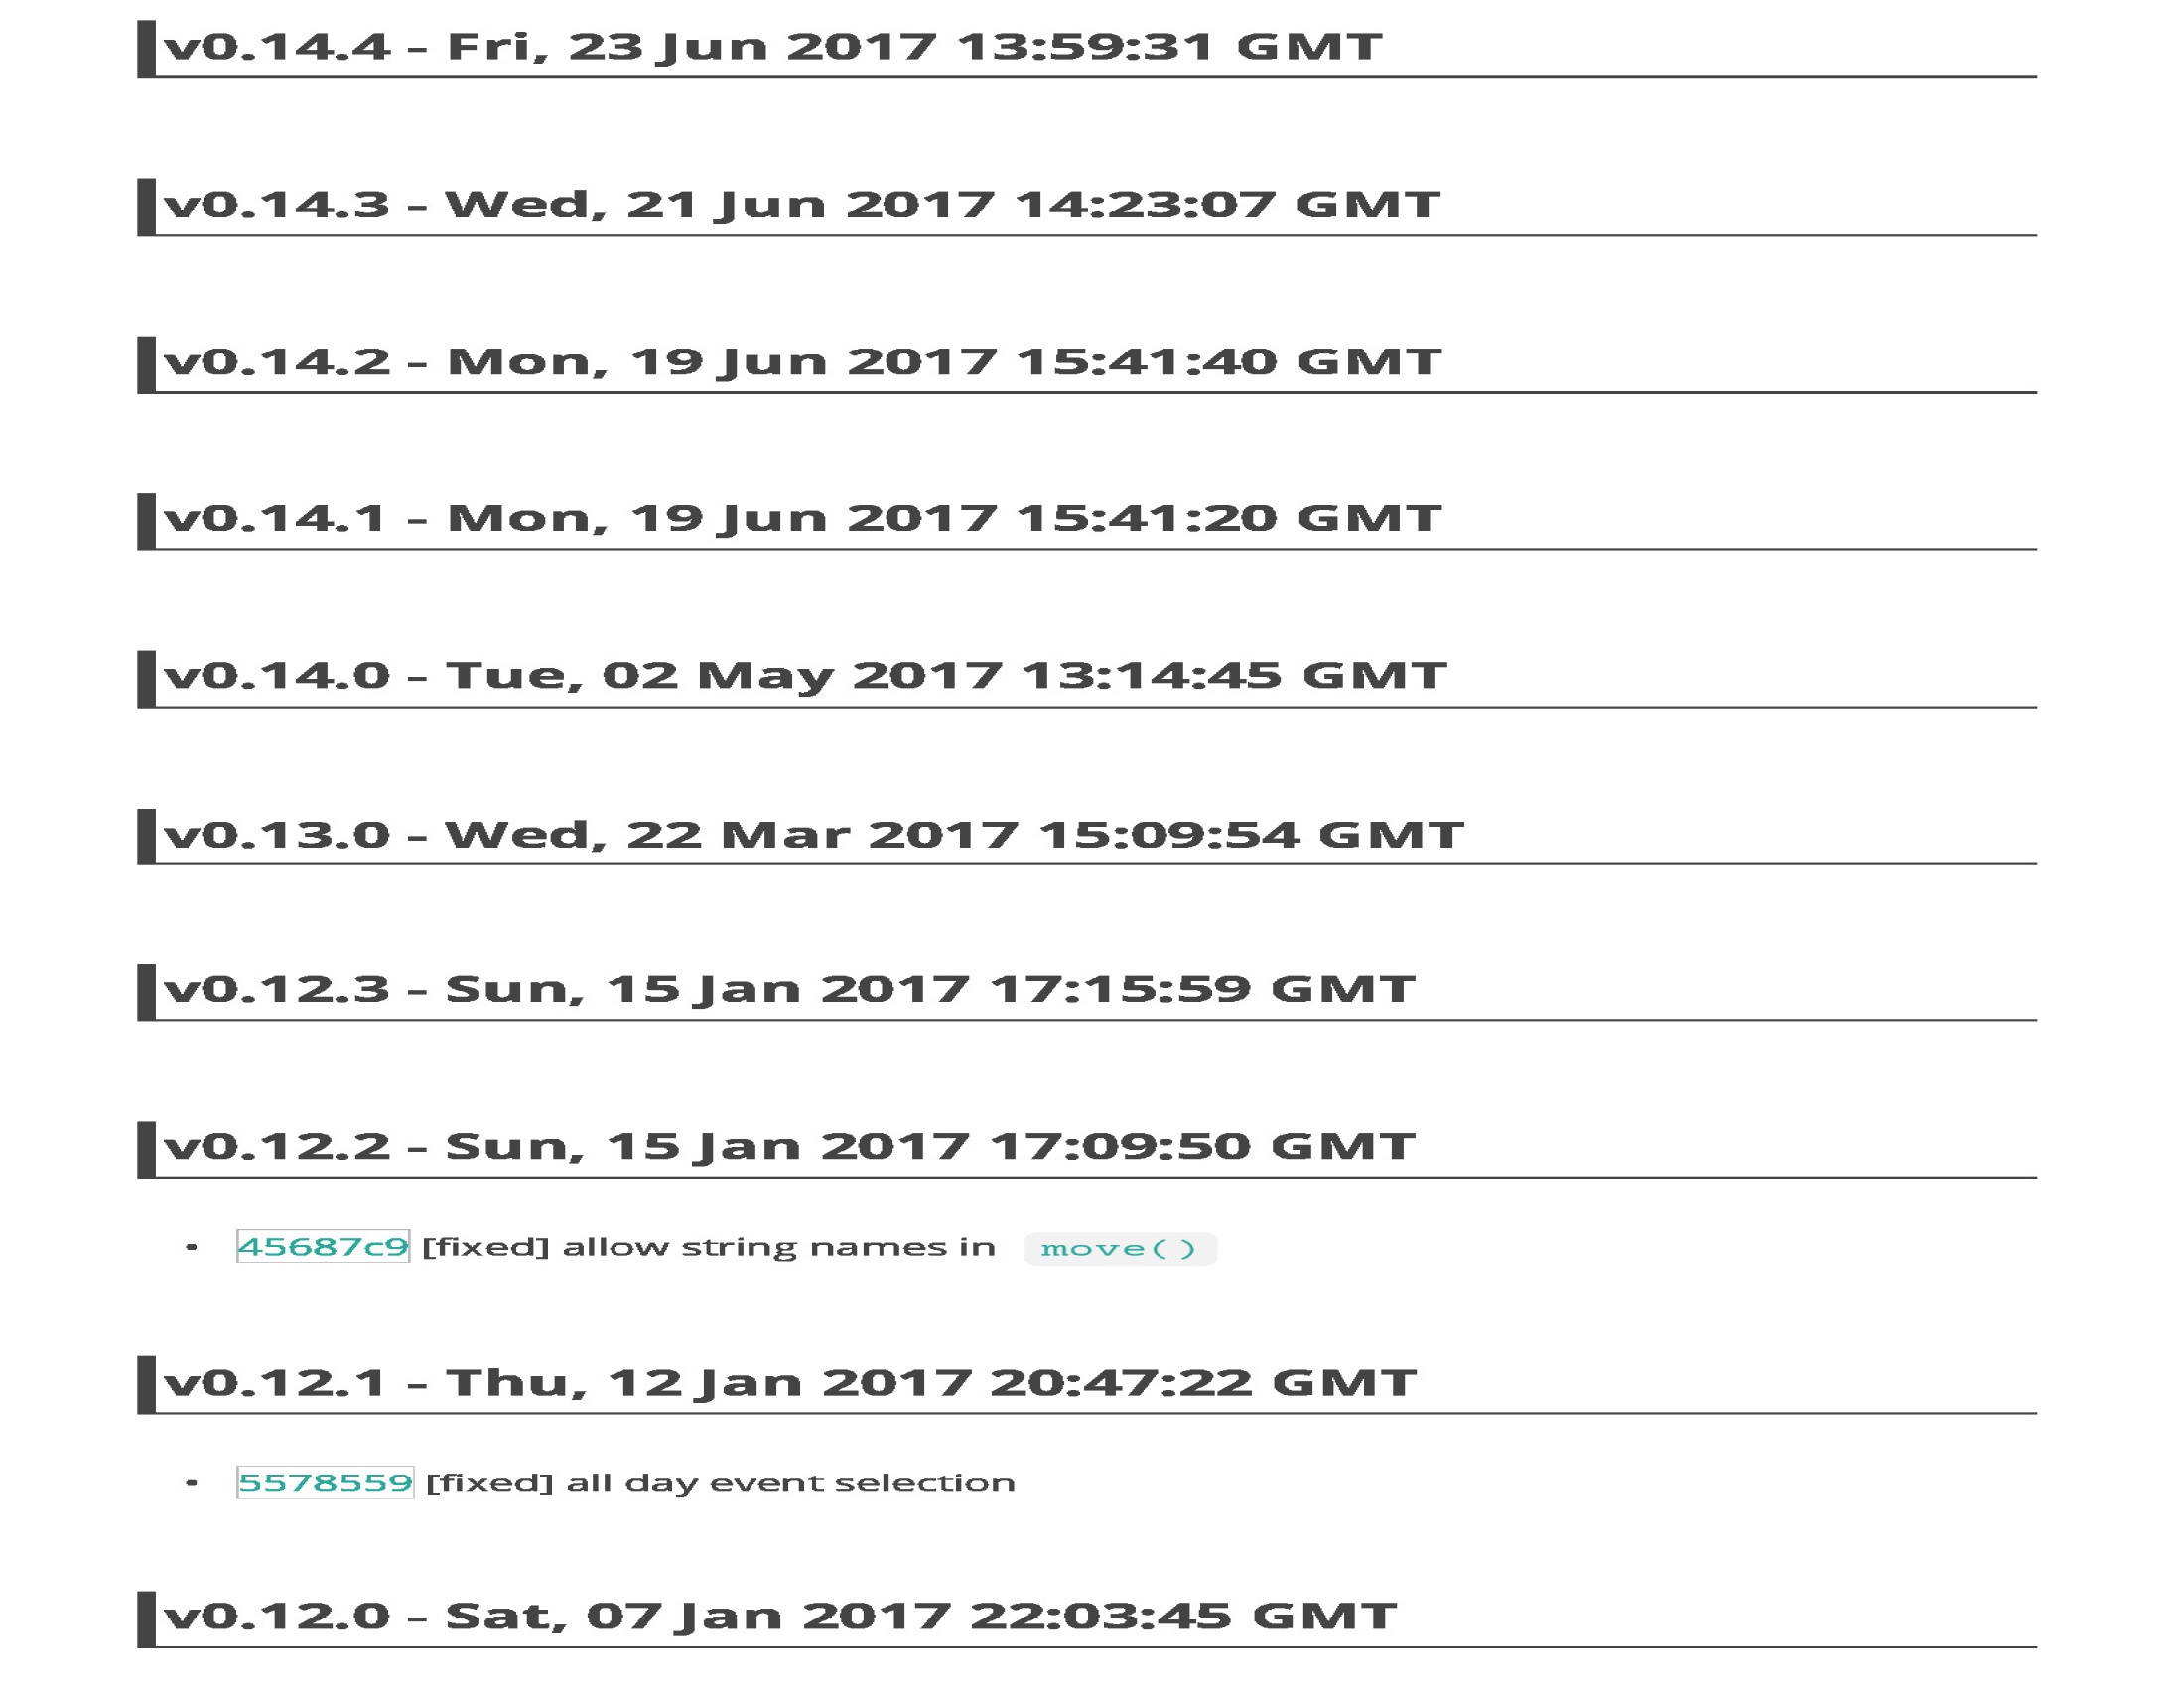 v0.14.4 - Fri, 23 Jun 2017 13:59:31 GMT
v0.14.3 - Wed, 21 Jun 2017 14:23:07 GMT
v0.14.2 - Mon, 19 Jun 2017 15:41:40 GMT
v0.14.1 - Mon, 19 Jun 2017 15:41:20 GMT
v0.14.0 - Tue, 02 May 2017 13:14:45 GMT
v0.13.0 - Wed, 22 Mar 2017 15:09:54 GMT
v0.12.3 - Sun, 15 Jan 2017 17:15:59 GMT
v0.12.2 - Sun, 15 Jan 2017 17:09:50 GMT
• 45687c9 [fixed] allow string names in move()
v0.12.1 - Thu, 12 Jan 2017 20:47:22 GMT
• 5578559 [fixed] all day event selection
v0.12.0 - Sat, 07 Jan 2017 22:03:45 GMT